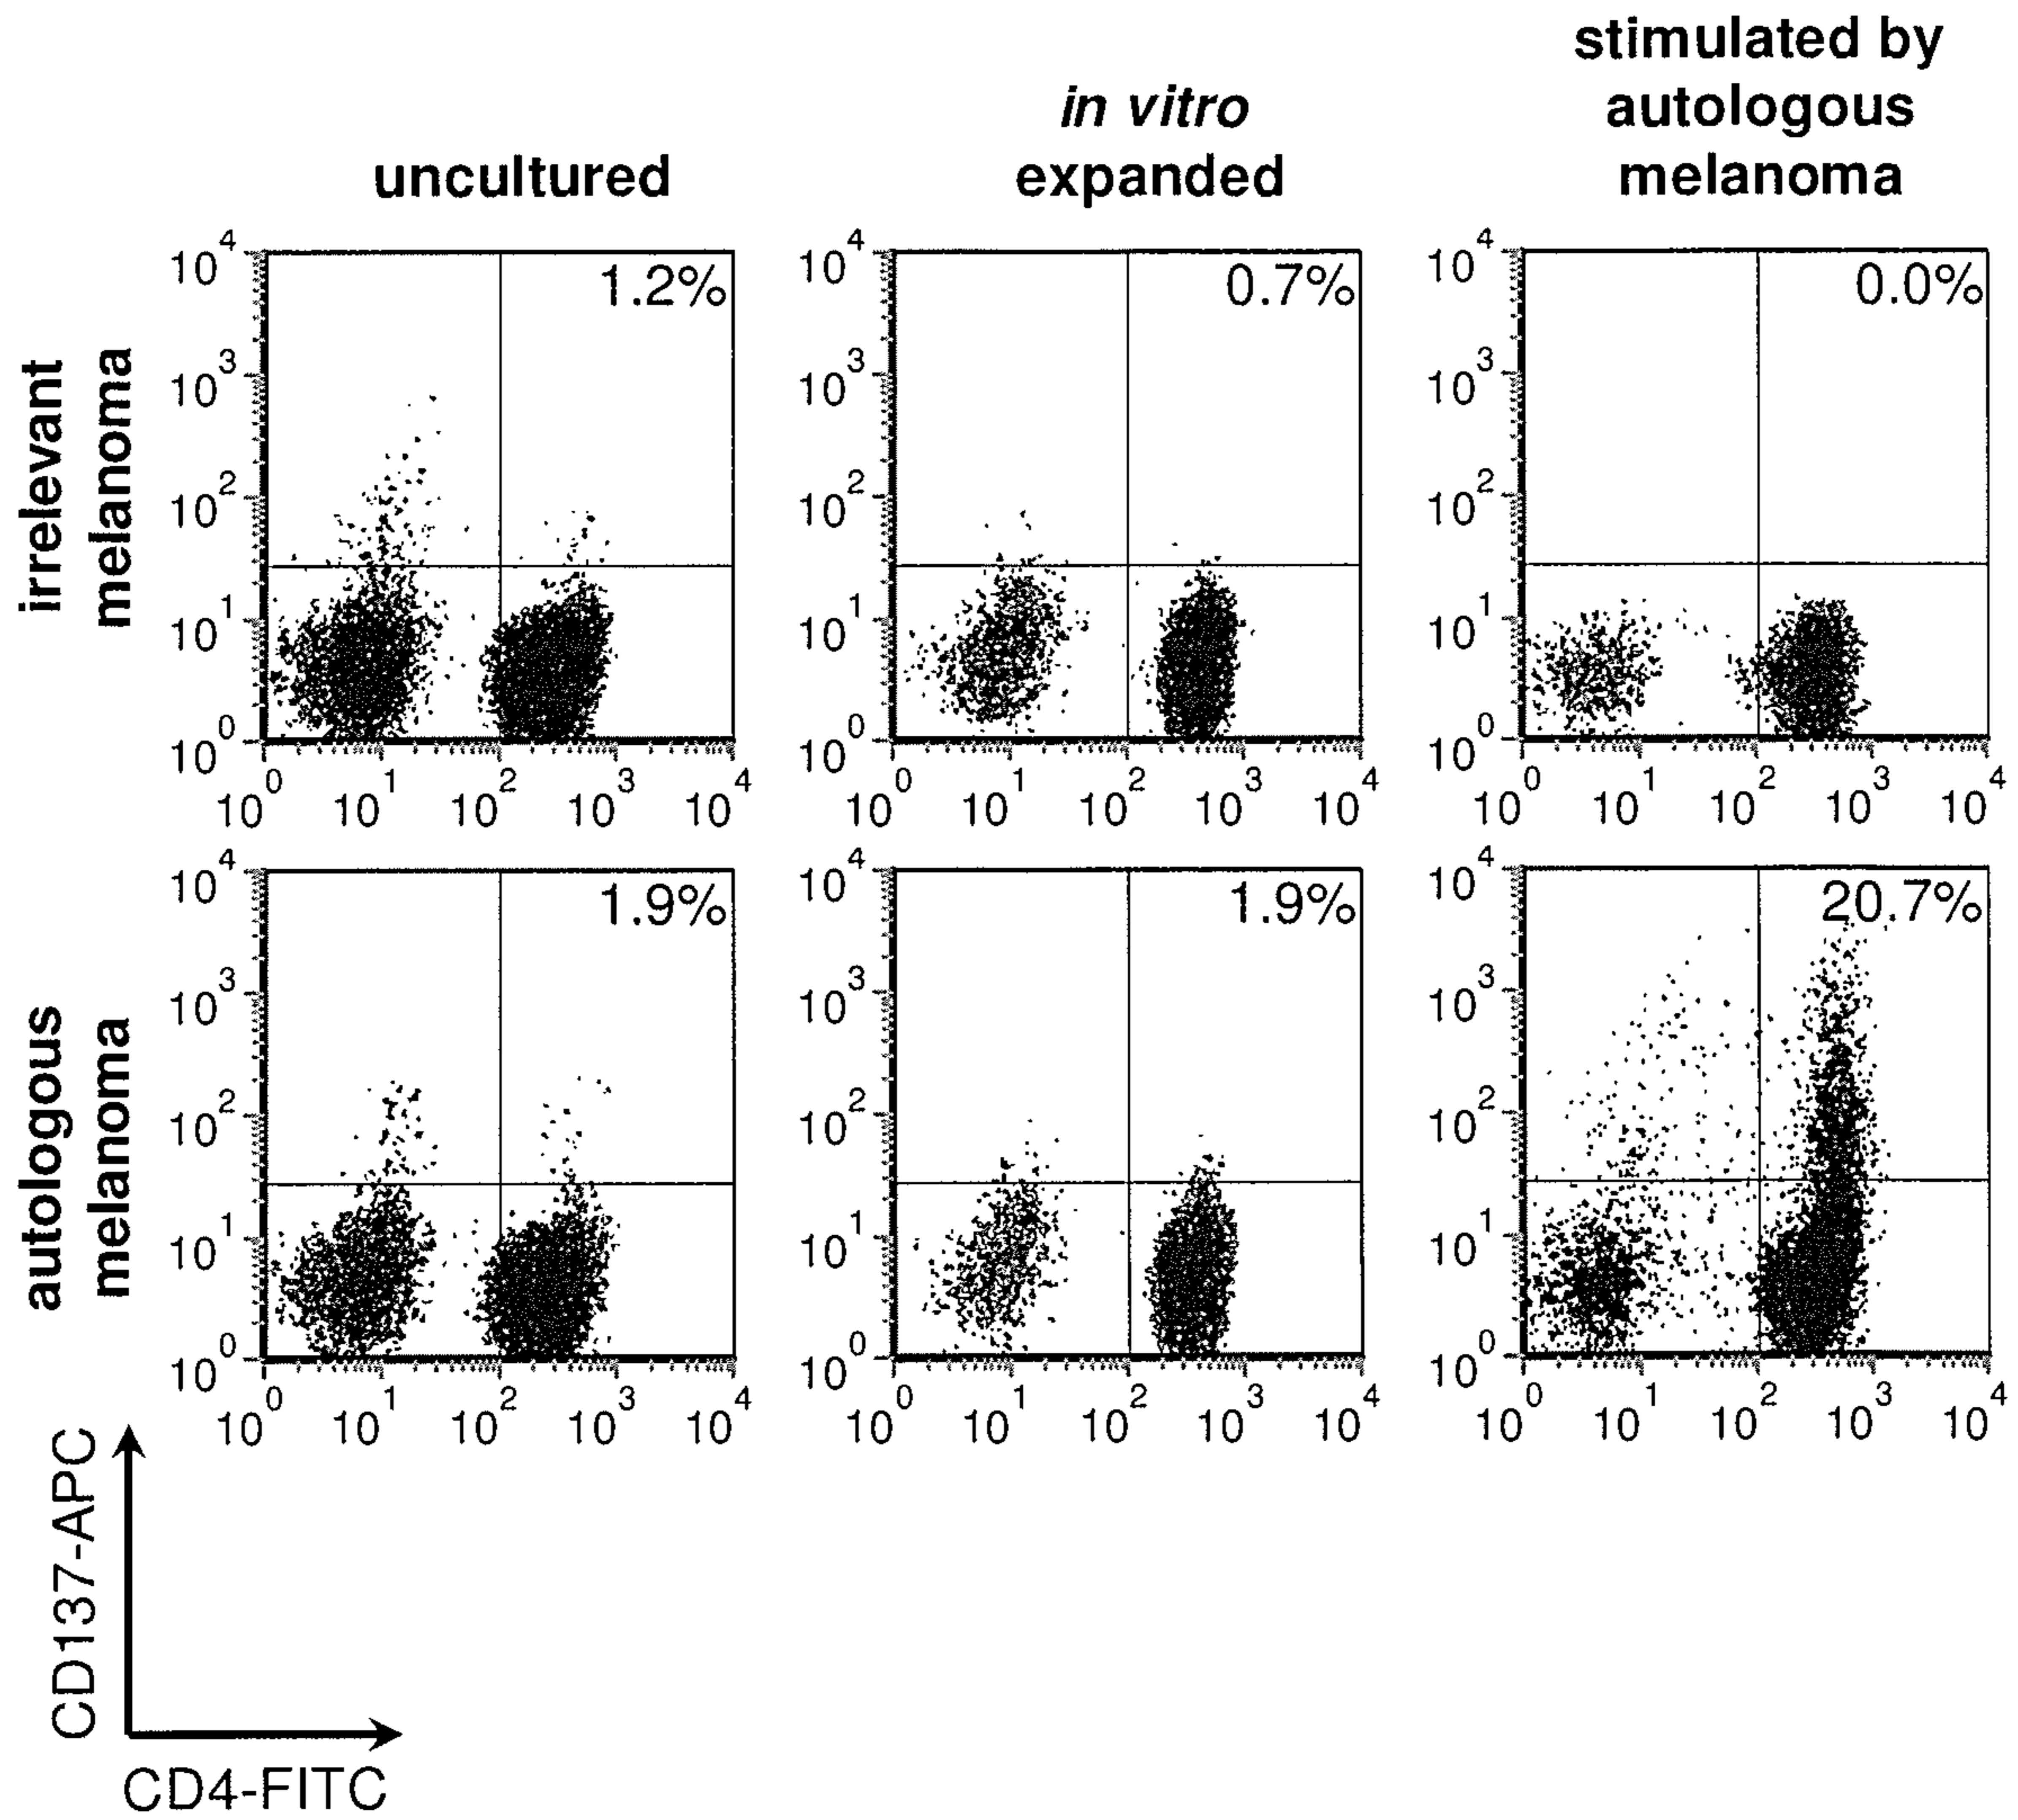 stimulated by
autologous
melanoma
in vitro
expanded
uncultured
irrelevant
melanoma
10^4 10^3 10^2 10^1 10^0
1.2%
10^0 10^1 10^2 10^3 10^4
10^4 10^3 10^2 10^1 10^0
0.7%
10^0 10^1 10^2 10^3 10^4
10^4 10^3 10^2 10^1 10^0
0.0%
10^0 10^1 10^2 10^3 10^4
autologous
melanoma
10^4 10^3 10^2 10^1 10^0
1.9%
10^0 10^1 10^2 10^3 10^4
10^4 10^3 10^2 10^1 10^0
1.9%
10^0 10^1 10^2 10^3 10^4
10^4 10^3 10^2 10^1 10^0
20.7%
10^0 10^1 10^2 10^3 10^4
CD137-APC
CD4-FITC